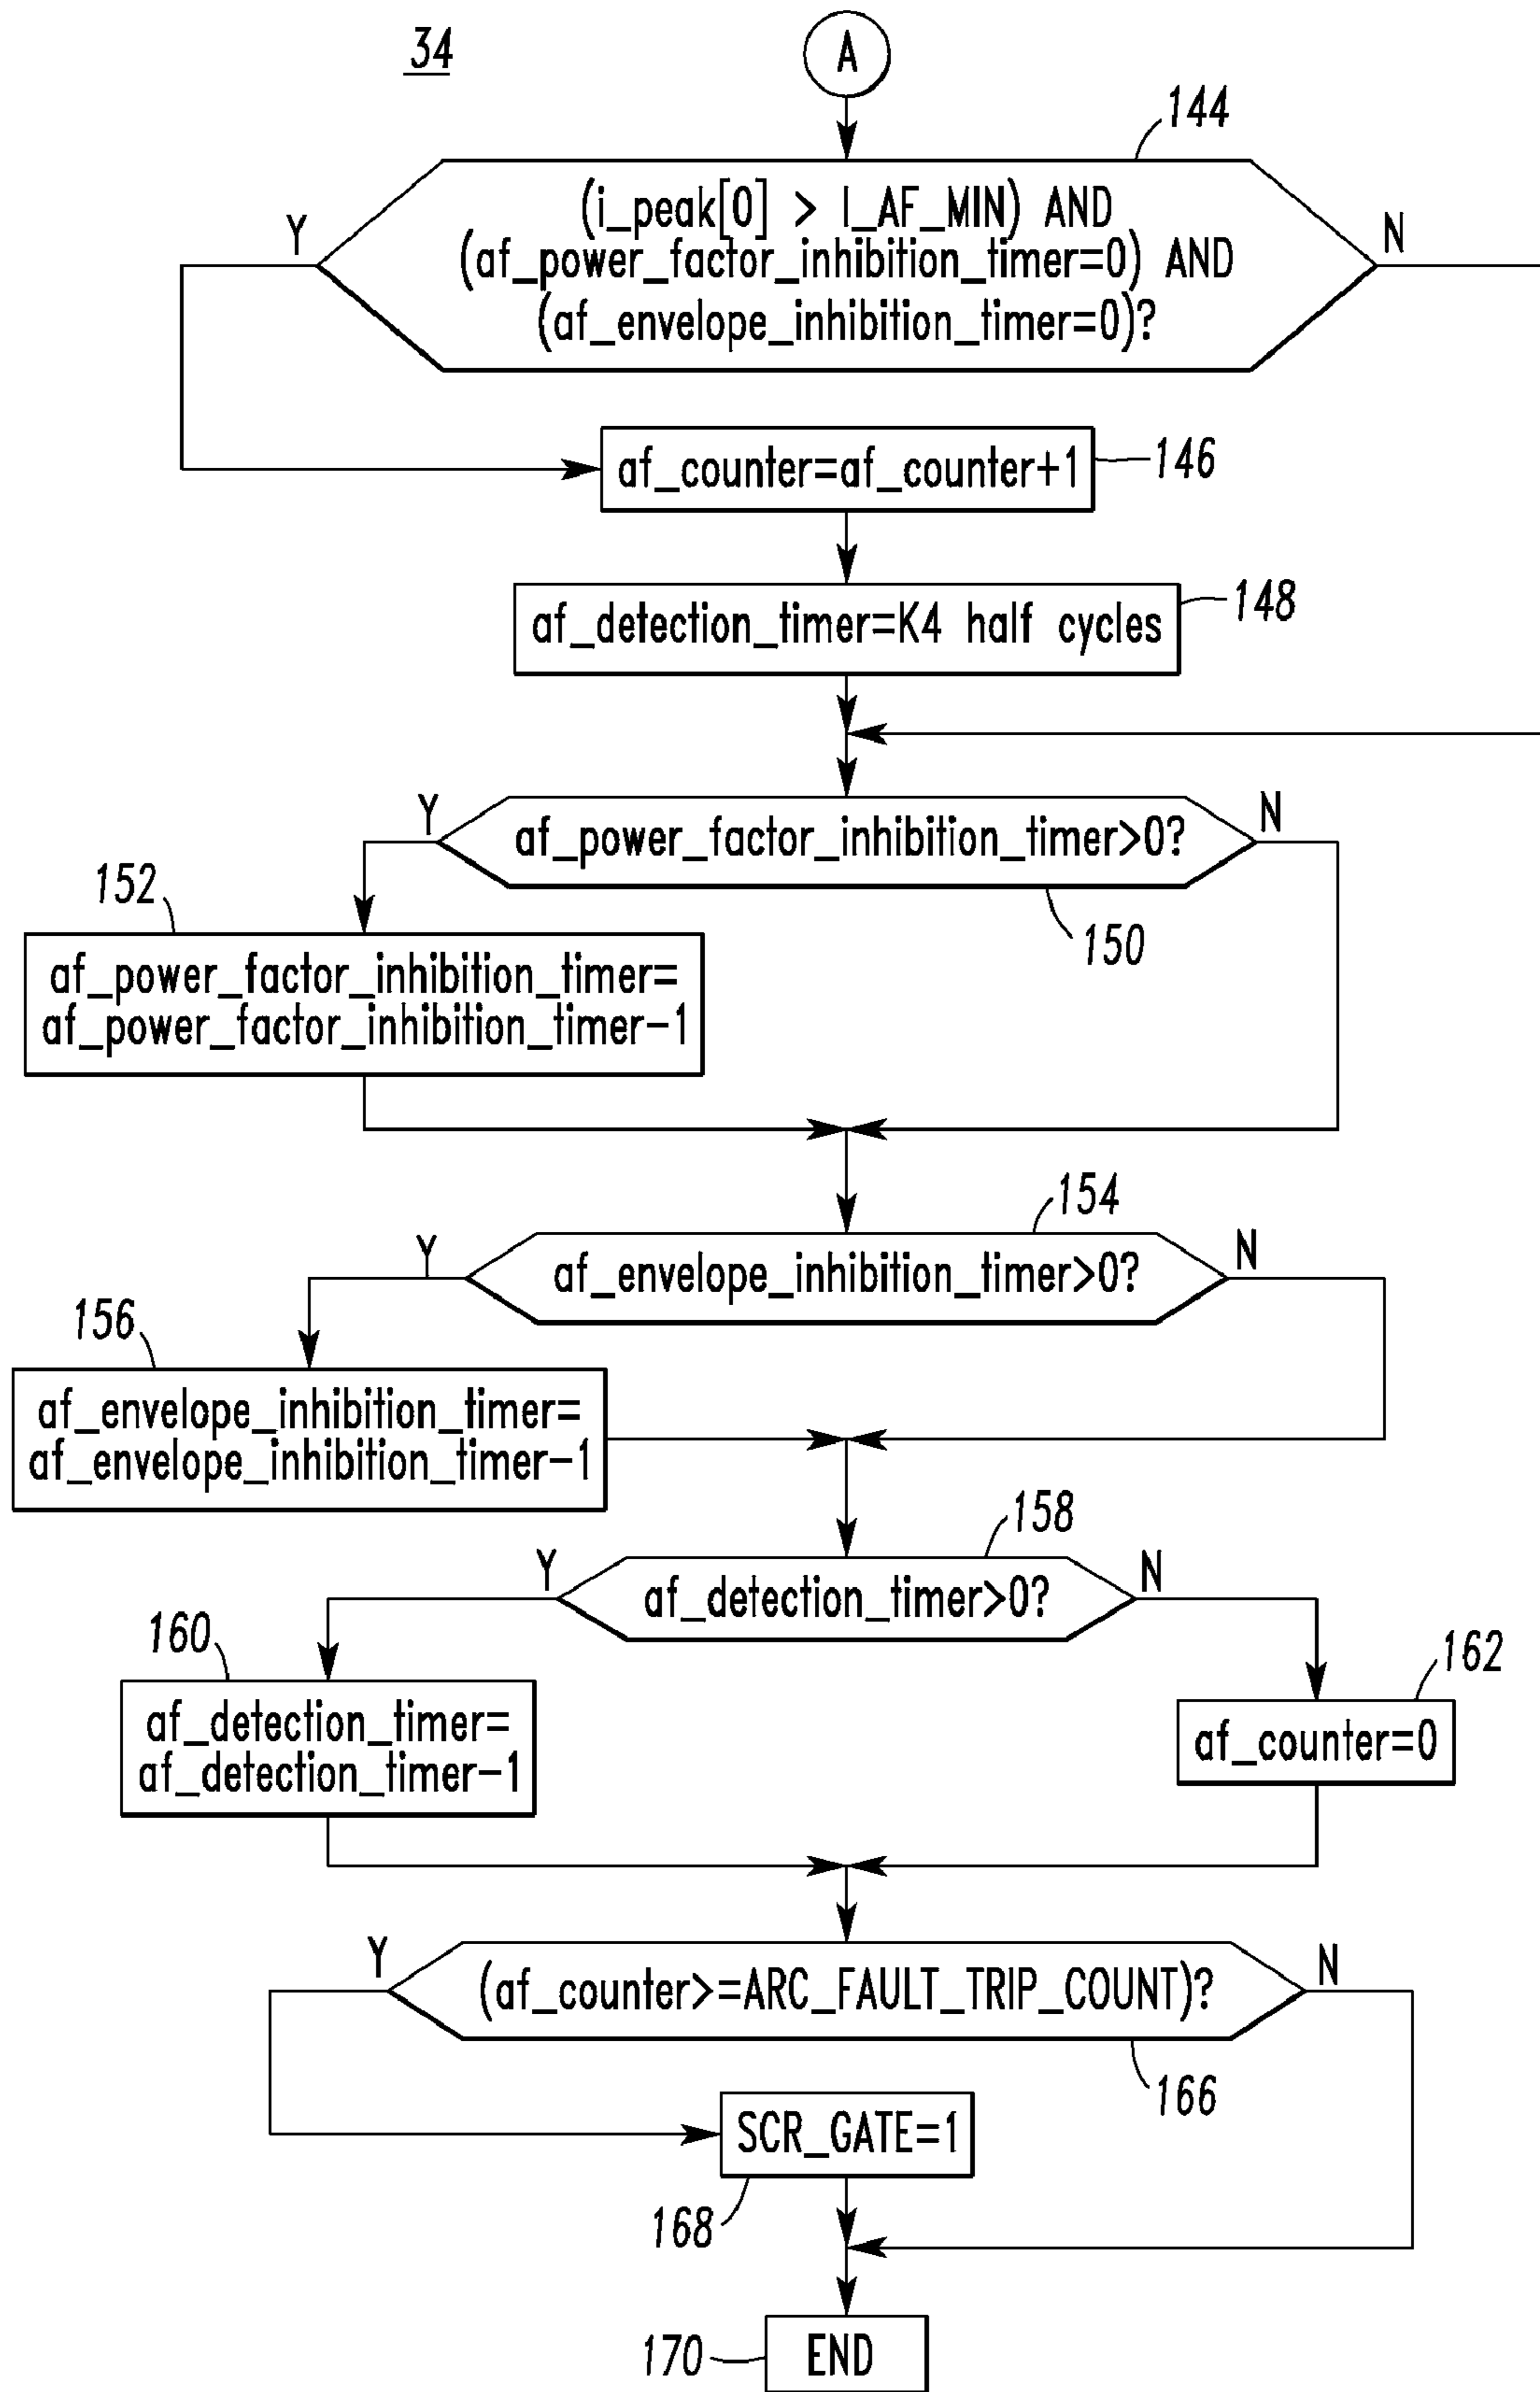 34
A
144
(i_peak[0] > I_AF_MIN) AND
(af_power_factor_inhibition_timer=0) AND
(af_envelope_inhibition_timer=0)?
Y
N
af_counter=af_counter+1
146
af_detection_timer=K4 half cycles
148
Y
af_power_factor_inhibition_timer>0?
N
150
152
af_power_factor_inhibition_timer=
af_power_factor_inhibition_timer-1
154
Y
af_envelope_inhibition_timer>0?
N
156
af_envelope_inhibition_timer=
af_envelope_inhibition_timer-1
158
Y
af_detection_timer>0?
N
160
af_detection_timer=
af_detection_timer-1
162
af_counter=0
Y
(af_counter>=ARC_FAULT_TRIP_COUNT)?
N
166
SCR_GATE=1
168
170
END